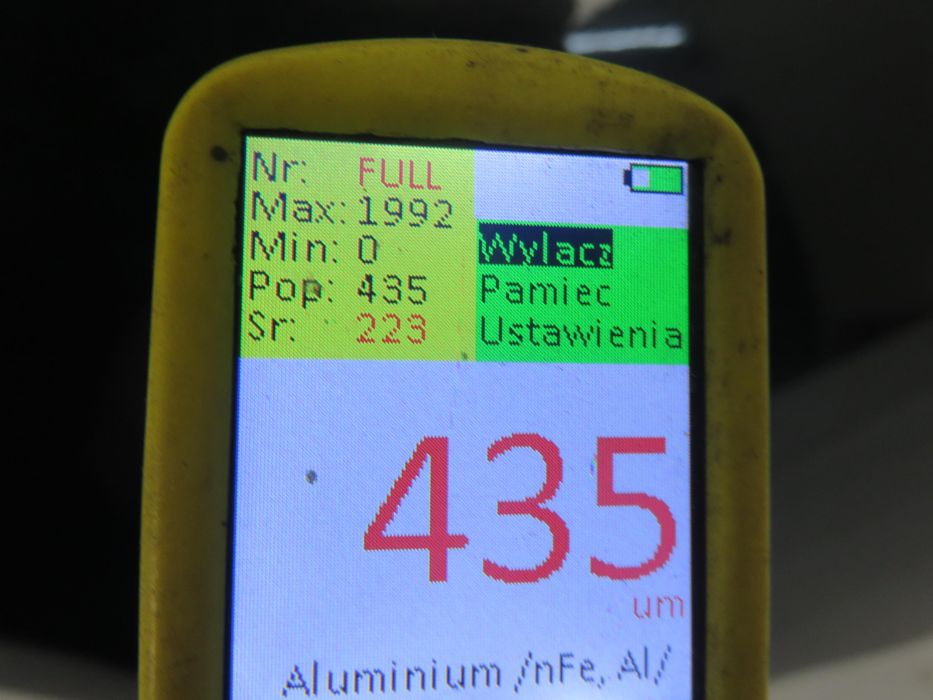 Nr: FULL
Max: 1992
Min: 0
Pop: 435
Sr: 223
Wylacz
Pamiec
Ustawienia
435
um
Aluminium /nFe, Al/